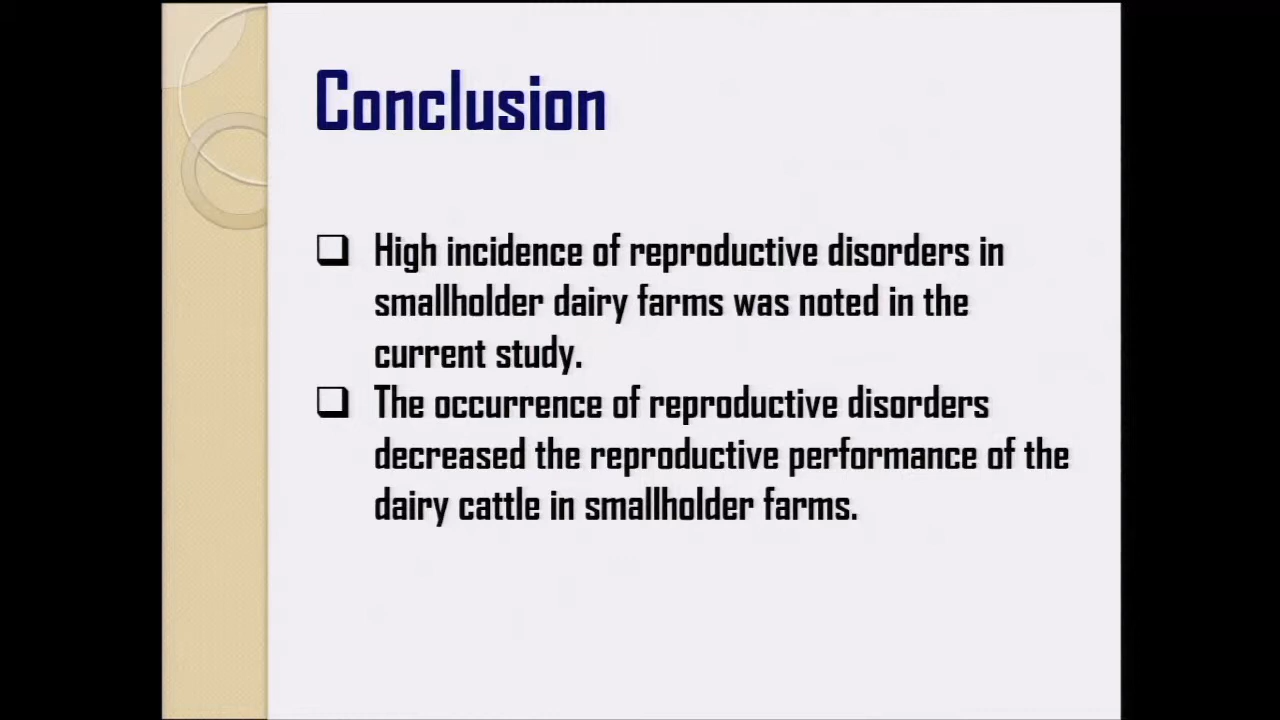 Conclusion
High incidence of reproductive disorders in
smallholder dairy farms was noted in the
current study.
The occurrence of reproductive disorders
decreased the reproductive performance of the
dairy cattle in smallholder farms.